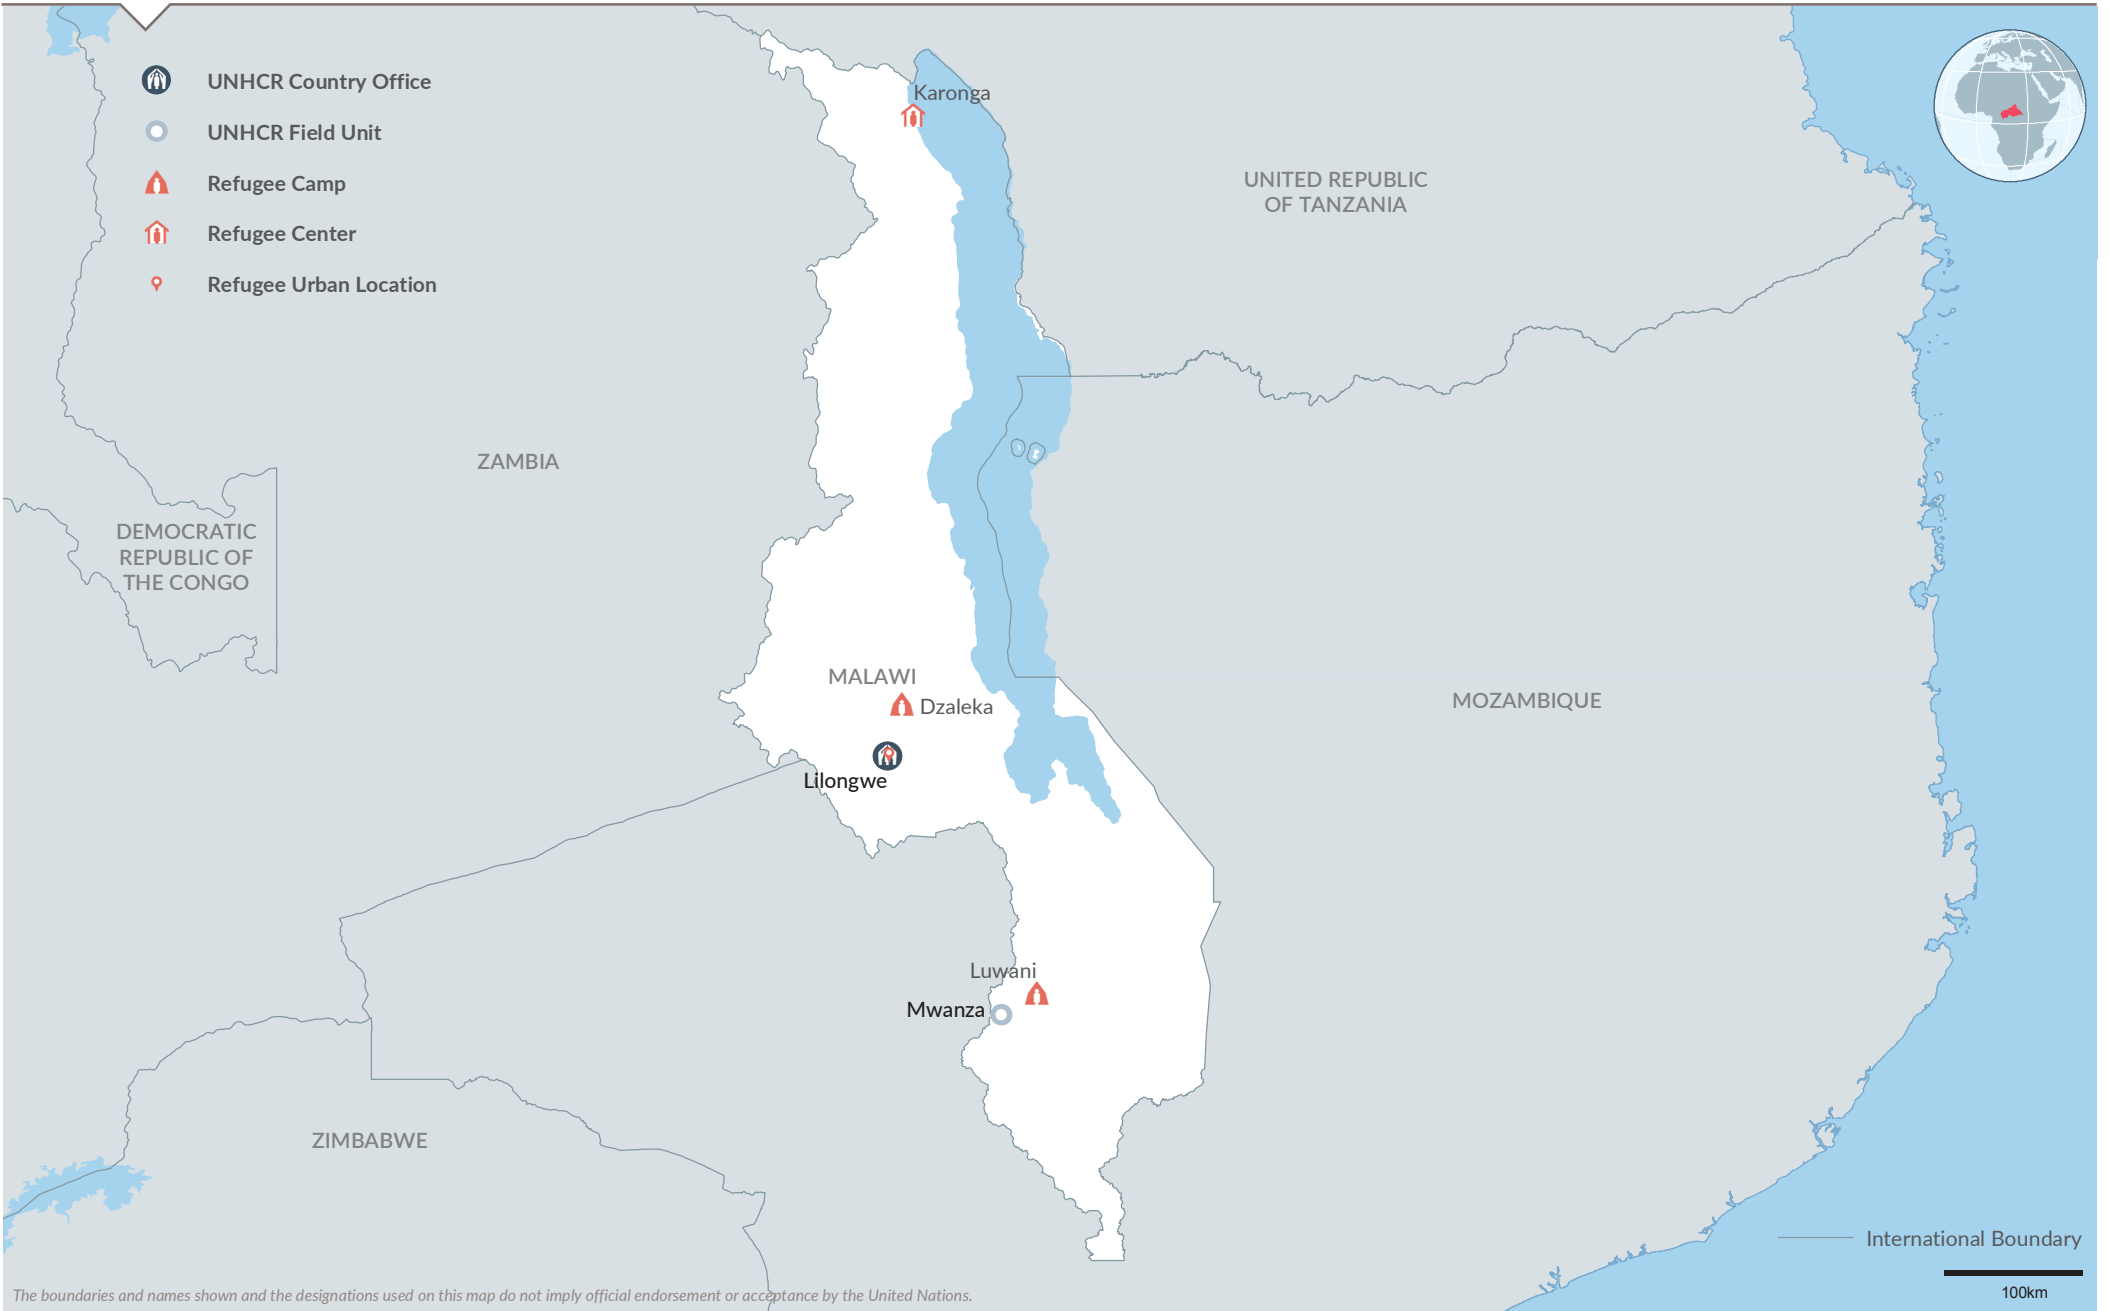 UNHCR Country Office
UNHCR Field Unit
Refugee Camp
Refugee Center
Refugee Urban Location
Karonga
UNITED REPUBLIC
OF TANZANIA
ZAMBIA
DEMOCRATIC
REPUBLIC OF
THE CONGO
MALAWI
Dzaleka
MOZAMBIQUE
Lilongwe
Luwani
Mwanza
ZIMBABWE
International Boundary
100km
The boundaries and names shown and the designations used on this map do not imply official endorsement or acceptance by the United Nations.